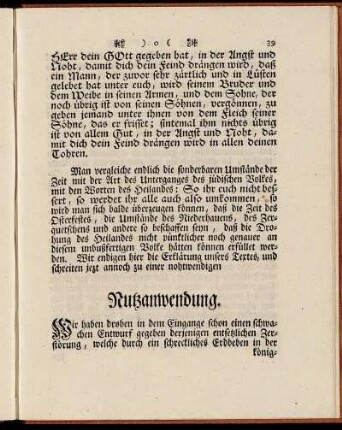 ) o ( 39
HErr dein GOtt gegeben hat, in der Angst und
Noht, damit dich dein Feind drängen wird, daß
ein Mann, der zuvor sehr zärtlich und in Lüsten
gelebet hat unter euch, wird seinem Bruder und
dem Weibe in seinen Armen, und dem Sohne, der
noch übrig ist von seinen Söhnen, vergönnen, zu
geben jemand unter ihnen von dem Fleisch seiner
Söhne, das er frisset; sintemal ihm nichts übrig
ist von allem Gut, in der Angst und Noht, da-
mit dich dein Feind drängen wird in allen deinen
Tohren.
Man vergleiche endlich die sonderbaren Umstände der
Zeit mit der Art des Unterganges des jüdischen Volkes,
mit den Worten des Heilandes: So ihr euch nicht bes-
sert, so werdet ihr alle auch also umkommen, so
wird man sich balde überzeugen können, daß die Zeit des
Osterfestes, die Umstände des Niederhauens, des Zer-
quetschens und andere so beschaffen seyn, daß die Dro-
hung des Heilandes nicht pünktlicher noch genauer an
diesem unbusfertigen Volke hätten können erfüllet wer-
den. Wir endigen hier die Erklärung unsers Textes, und
schreiten jetzt annoch zu einer nohtwendigen
Nutzanwendung.
Wir haben droben in dem Eingange schon einen schwa-
chen Entwurf gegeben derjenigen entsetzlichen Zer-
störung, welche durch ein schreckliches Erdbeben in der
könig-